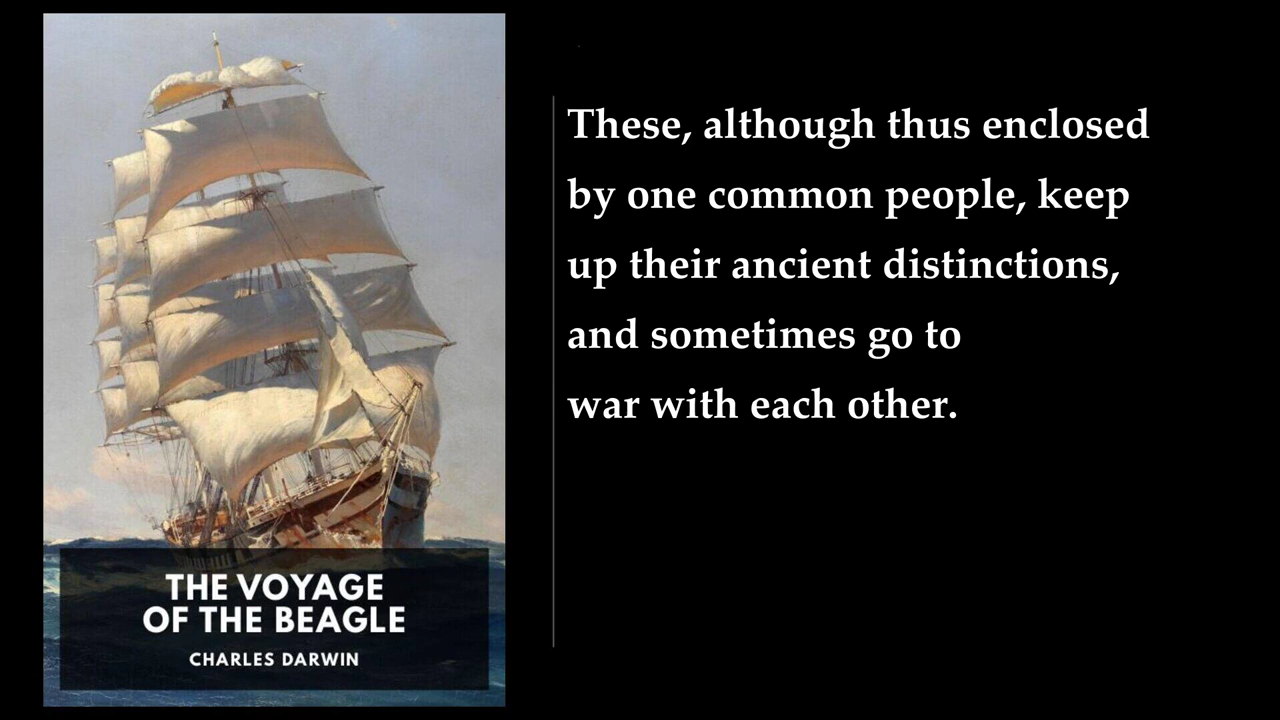 THE VOYAGE
OF THE BEAGLE
CHARLES DARWIN
These, although thus enclosed
by one common people, keep
up their ancient distinctions,
and sometimes go to
war with each other.